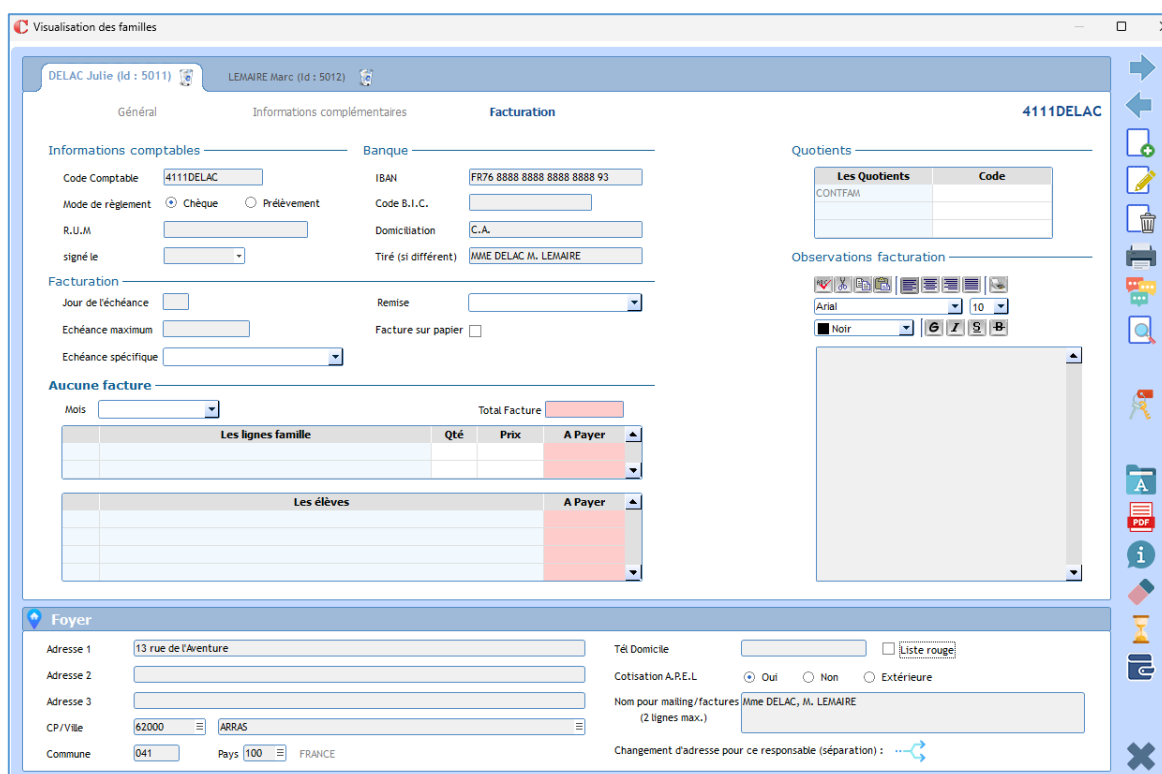 Visualisation des familles
DELAC Julie (Id : 5011) LEMAIRE Marc (Id : 5012)
Général Informations complémentaires Facturation 4111DELAC
Informations comptables Banque Quotients
Code Comptable 4111DELAC IBAN FR76 8888 8888 8888 8888 93 Les Quotients Code
CONTFAM
Mode de règlement Chèque Prélèvement Code B.I.C.
R.U.M Domiciliation C.A.
signé le Tiré (si différent) MME DELAC M. LEMAIRE Observations facturation
Facturation
Jour de l'échéance Remise
Arial 10
Echéance maximum Facture sur papier Noir G I S B
Echéance spécifique
Aucune facture
Mois Total Facture
Les lignes famille Qté Prix A Payer
Les élèves A Payer
A
PDF
i
Foyer
Adresse 1 13 rue de l'Aventure Tél Domicile Liste rouge
Adresse 2 Cotisation A.P.E.L Oui Non Extérieure
Adresse 3 Nom pour mailing/factures Mme DELAC, M. LEMAIRE
(2 lignes max.)
CP/Ville 62000 ARRAS
Commune 041 Pays 100 FRANCE Changement d'adresse pour ce responsable (séparation) :